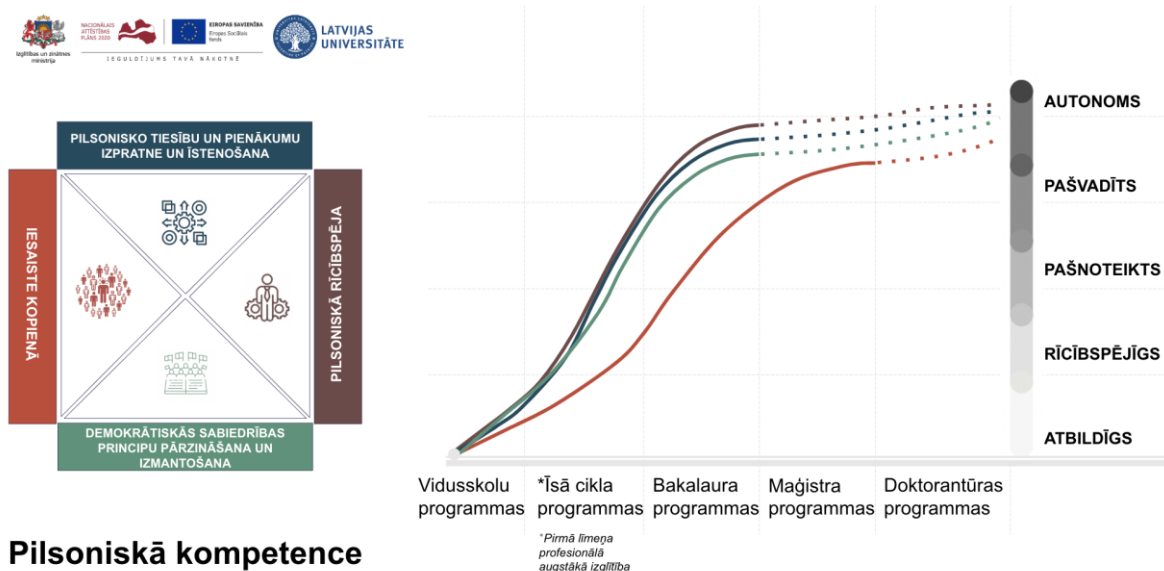 Izglītības un zinātnes
ministrija
NACIONĀLAIS
ATTĪSTĪBAS
PLĀNS 2020
EIROPAS SAVIENĪBA
Eiropas Sociālais
fonds
IEGULDĪJUMS TAVĀ NĀKOTNĒ
LATVIJAS
UNIVERSITĀTE
PILSONISKO TIESĪBU UN PIENĀKUMU
IZPRATNE UN ĪSTENOŠANA
IESAISTE KOPIENĀ
PILSONISKĀ RĪCĪBSPĒJA
DEMOKRĀTISKĀS SABIEDRĪBAS
PRINCIPU PĀRZINĀŠANA UN
IZMANTOŠANA
Pilsoniskā kompetence
AUTONOMS
PAŠVADĪTS
PAŠNOTEIKTS
RĪCĪBSPĒJĪGS
ATBILDĪGS
Vidusskolu
programmas
*Īsā cikla
programmas
Bakalaura
programmas
Maģistra
programmas
Doktorantūras
programmas
*Pirmā līmeņa
profesionālā
augstākā izglītība